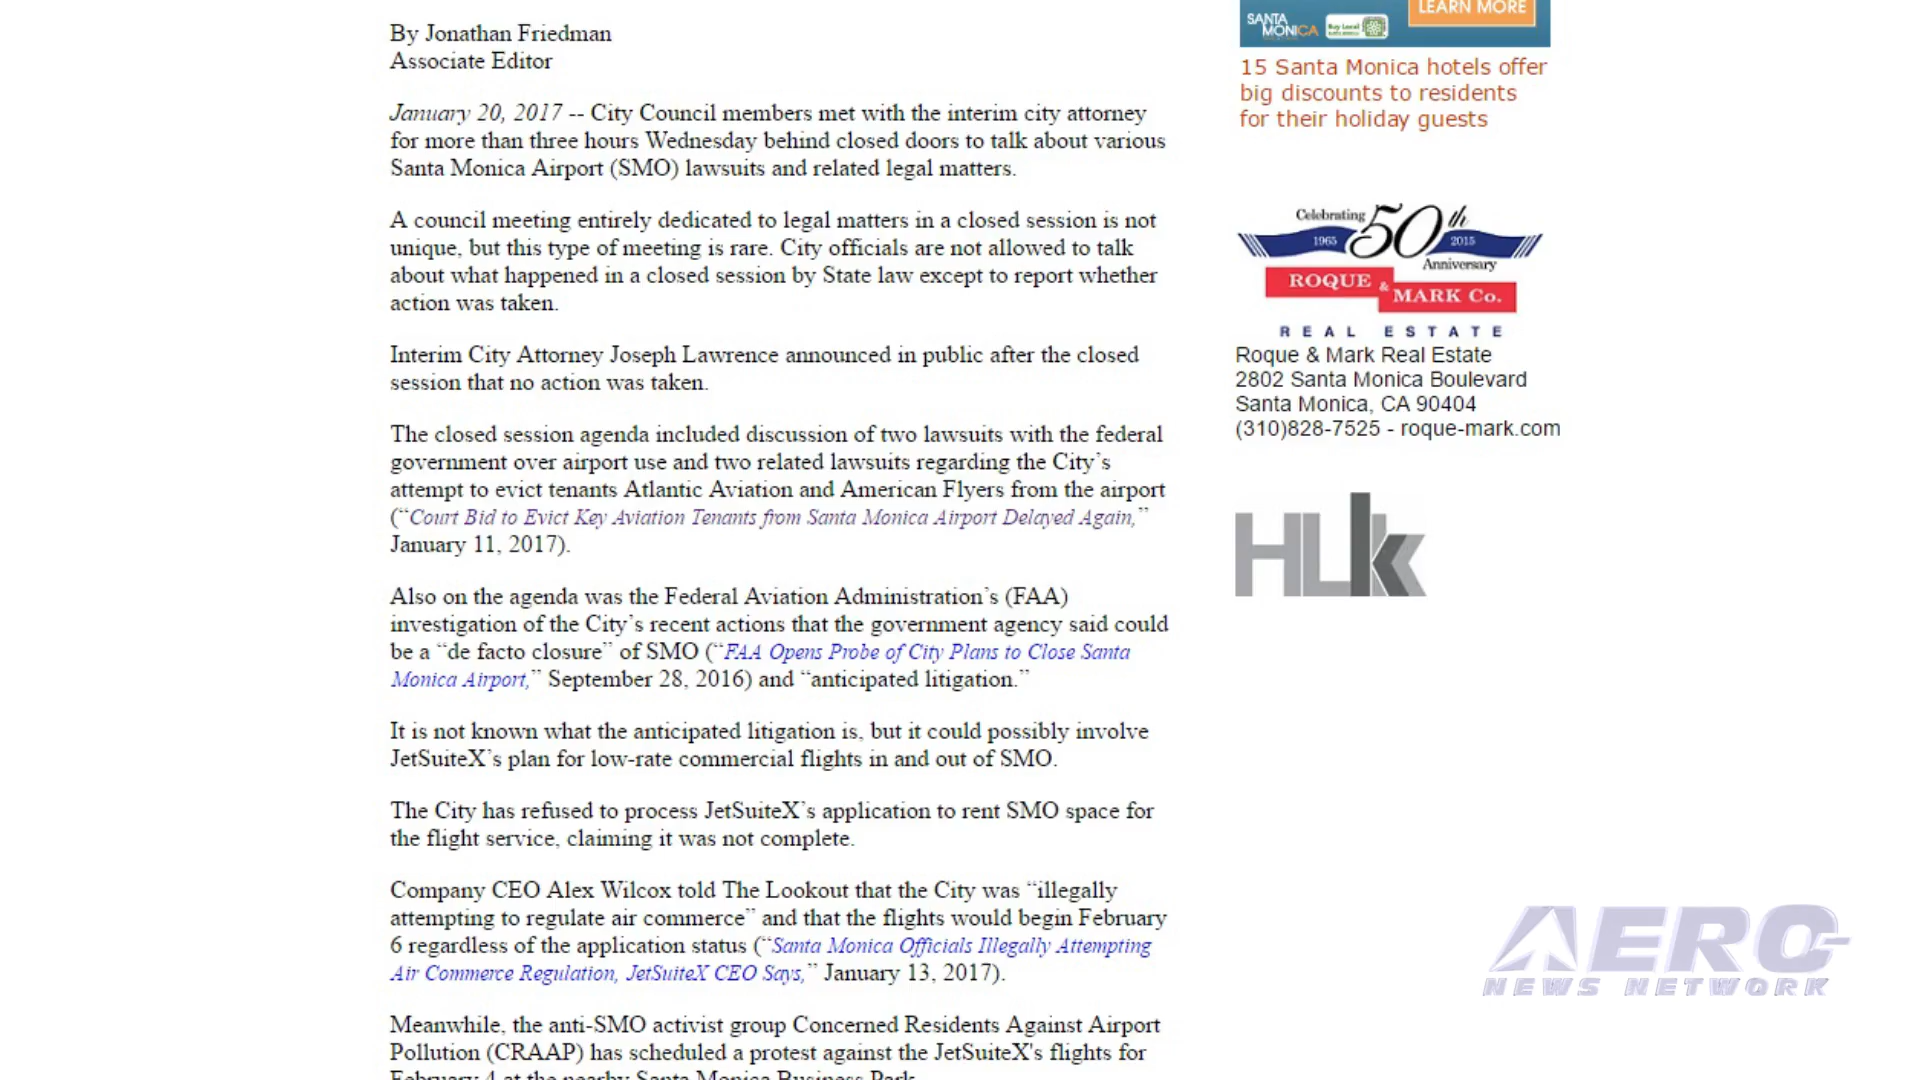 By Jonathan Friedman
Associate Editor
January 20, 2017 -- City Council members met with the interim city attorney
for more than three hours Wednesday behind closed doors to talk about various
Santa Monica Airport (SMO) lawsuits and related legal matters.
A council meeting entirely dedicated to legal matters in a closed session is not
unique, but this type of meeting is rare. City officials are not allowed to talk
about what happened in a closed session by State law except to report whether
action was taken.
Interim City Attorney Joseph Lawrence announced in public after the closed
session that no action was taken.
The closed session agenda included discussion of two lawsuits with the federal
government over airport use and two related lawsuits regarding the City’s
attempt to evict tenants Atlantic Aviation and American Flyers from the airport
(“Court Bid to Evict Key Aviation Tenants from Santa Monica Airport Delayed Again,”
January 11, 2017).
Also on the agenda was the Federal Aviation Administration’s (FAA)
investigation of the City’s recent actions that the government agency said could
be a “de facto closure” of SMO (“FAA Opens Probe of City Plans to Close Santa
Monica Airport,” September 28, 2016) and “anticipated litigation.”
It is not known what the anticipated litigation is, but it could possibly involve
JetSuiteX’s plan for low-rate commercial flights in and out of SMO.
The City has refused to process JetSuiteX’s application to rent SMO space for
the flight service, claiming it was not complete.
Company CEO Alex Wilcox told The Lookout that the City was “illegally
attempting to regulate air commerce” and that the flights would begin February
6 regardless of the application status (“Santa Monica Officials Illegally Attempting
Air Commerce Regulation, JetSuiteX CEO Says,” January 13, 2017).
Meanwhile, the anti-SMO activist group Concerned Residents Against Airport
Pollution (CRAAP) has scheduled a protest against the JetSuiteX's flights for
February 4 at the nearby Santa Monica Business Park.
LEARN MORE
SANTA
MONICA
Buy Local
15 Santa Monica hotels offer
big discounts to residents
for their holiday guests
Celebrating 50th
1965 2015
Anniversary
ROQUE &
MARK Co.
REAL ESTATE
Roque & Mark Real Estate
2802 Santa Monica Boulevard
Santa Monica, CA 90404
(310)828-7525 - roque-mark.com
HLkk
AERO-
NEWS NETWORK